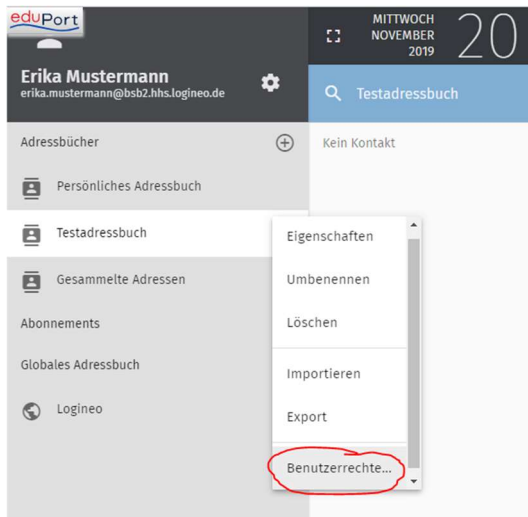 eduPort
Erika Mustermann
erika.mustermann@bsb2.hhs.logineo.de
MITTWOCH
NOVEMBER
2019
20
Testadressbuch
Adressbücher
Kein Kontakt
Persönliches Adressbuch
Testadressbuch
Gesammelte Adressen
Abonnements
Globales Adressbuch
Logineo
Eigenschaften
Umbenennen
Löschen
Importieren
Export
Benutzerrechte...